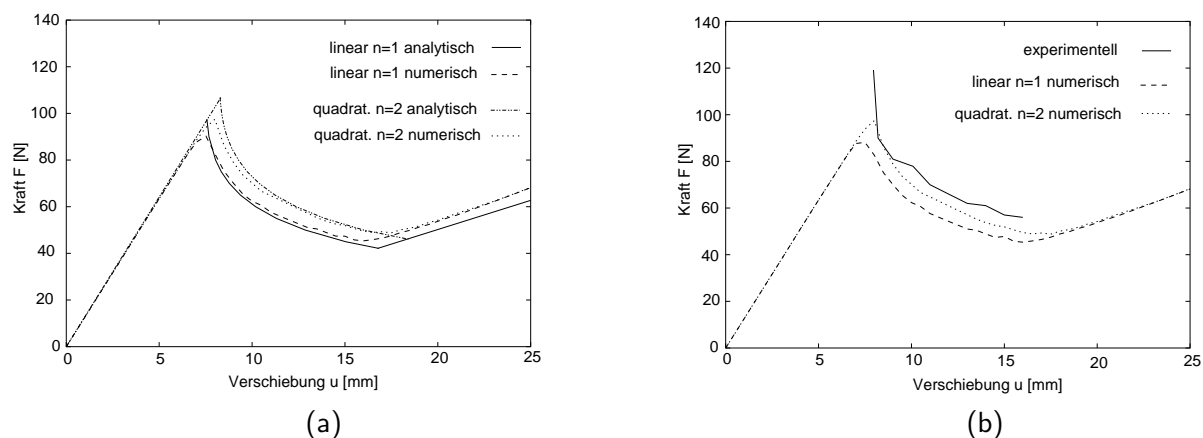 140
120
100
80
60
40
20
0
0 5 10 15 20 25
Kraft F [N]
Verschiebung u [mm]
linear n=1 analytisch
linear n=1 numerisch
quadrat. n=2 analytisch
quadrat. n=2 numerisch
(a)
140
120
100
80
60
40
20
0
0 5 10 15 20 25
Kraft F [N]
Verschiebung u [mm]
experimentell
linear n=1 numerisch
quadrat. n=2 numerisch
(b)